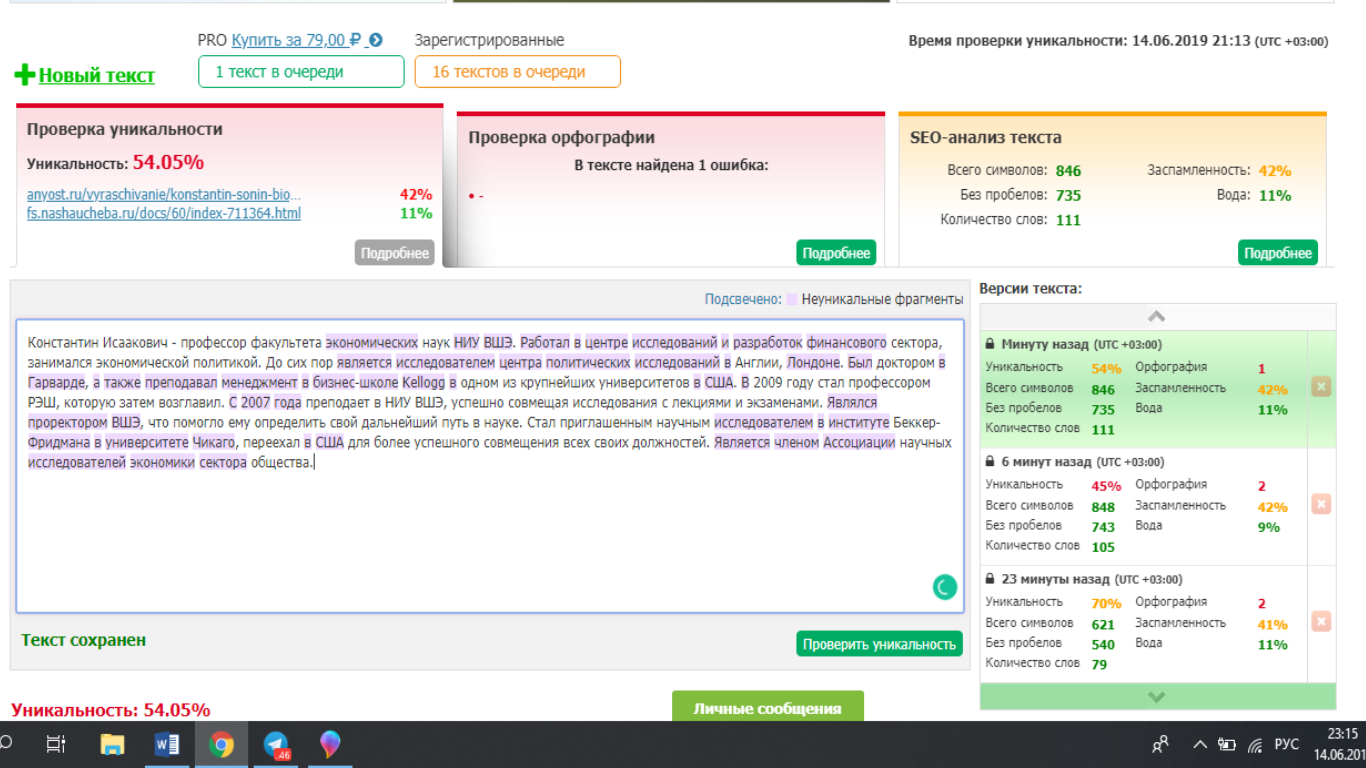 PRO Купить за 79,00 ₽ Зарегистрированные
Время проверки уникальности: 14.06.2019 21:13 (UTC +03:00)
Новый текст
1 текст в очереди
16 текстов в очереди
Проверка уникальности
Уникальность: 54.05%
anyost.ru/vyraschivanie/konstantin-sonin-bio... 42%
fs.nashaucheba.ru/docs/60/index-711364.html 11%
Подробнее
Проверка орфографии
В тексте найдена 1 ошибка:
• -
Подробнее
SEO-анализ текста
Всего символов: 846 Заспамленность: 42%
Без пробелов: 735 Вода: 11%
Количество слов: 111
Подробнее
Подсвечено: Неуникальные фрагменты
Константин Исаакович - профессор факультета экономических наук НИУ ВШЭ. Работал в центре исследований и разработок финансового сектора,
занимался экономической политикой. До сих пор является исследователем центра политических исследований в Англии, Лондоне. Был доктором в
Гарварде, а также преподавал менеджмент в бизнес-школе Kellogg в одном из крупнейших университетов в США. В 2009 году стал профессором
РЭШ, которую затем возглавил. С 2007 года преподает в НИУ ВШЭ, успешно совмещая исследования с лекциями и экзаменами. Являлся
проректором ВШЭ, что помогло ему определить свой дальнейший путь в науке. Стал приглашенным научным исследователем в институте Беккер-
Фридмана в университете Чикаго, переехал в США для более успешного совмещения всех своих должностей. Является членом Ассоциации научных
исследователей экономики сектора общества.
Текст сохранен
Проверить уникальность
Версии текста:
Минуту назад (UTC +03:00)
Уникальность 54% Орфография 1
Всего символов 846 Заспамленность 42%
Без пробелов 735 Вода 11%
Количество слов 111
6 минут назад (UTC +03:00)
Уникальность 45% Орфография 2
Всего символов 848 Заспамленность 42%
Без пробелов 743 Вода 9%
Количество слов 105
23 минуты назад (UTC +03:00)
Уникальность 70% Орфография 2
Всего символов 621 Заспамленность 41%
Без пробелов 540 Вода 11%
Количество слов 79
Уникальность: 54.05%
Личные сообщения
46
РУС
23:15
14.06.201